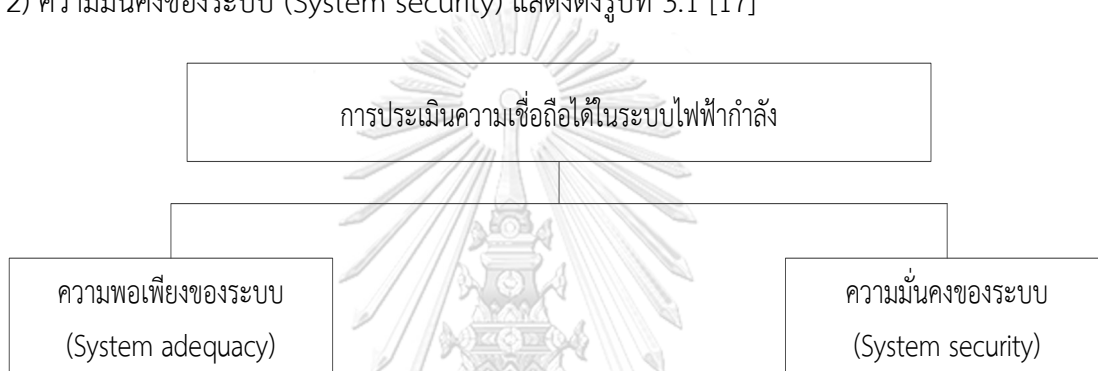 2) ความมั่นคงของระบบ (System security) แสดงดังรูปที่ 3.1 [17]
การประเมินความเชื่อถือได้ในระบบไฟฟ้ากำลัง
ความพอเพียงของระบบ
(System adequacy)
ความมั่นคงของระบบ
(System security)